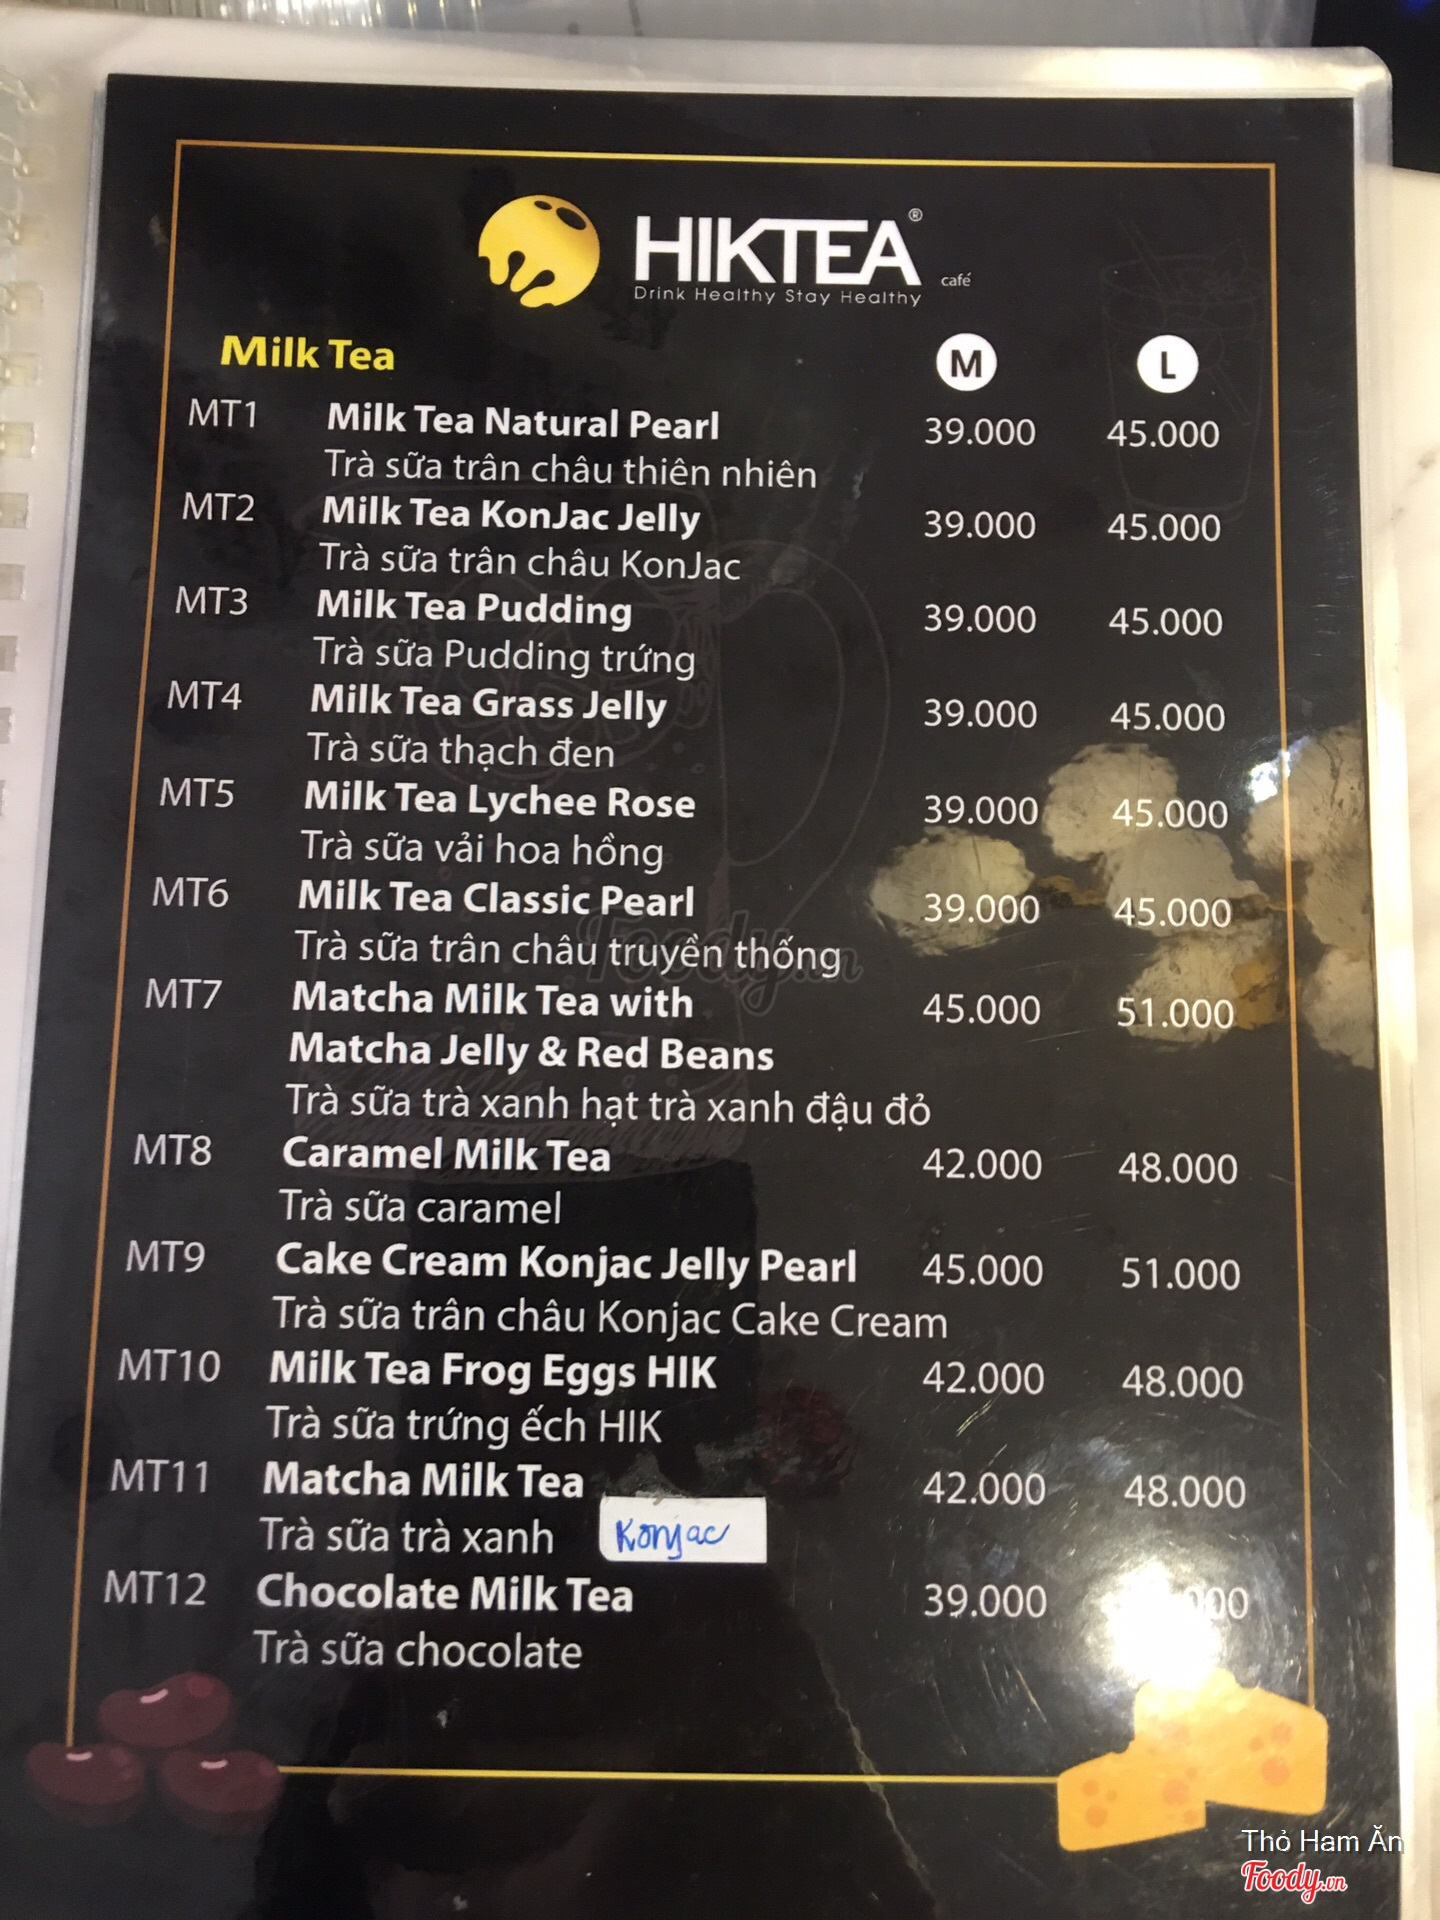 HIKTEA® café
Drink Healthy Stay Healthy
Milk Tea M L
MT1 Milk Tea Natural Pearl 39.000 45.000
Trà sữa trân châu thiên nhiên
MT2 Milk Tea KonJac Jelly 39.000 45.000
Trà sữa trân châu KonJac
MT3 Milk Tea Pudding 39.000 45.000
Trà sữa Pudding trứng
MT4 Milk Tea Grass Jelly 39.000 45.000
Trà sữa thạch đen
MT5 Milk Tea Lychee Rose 39.000 45.000
Trà sữa vải hoa hồng
MT6 Milk Tea Classic Pearl 39.000 45.000
Trà sữa trân châu truyền thống
Foody.vn
MT7 Matcha Milk Tea with 45.000 51.000
Matcha Jelly & Red Beans
Trà sữa trà xanh hạt trà xanh đậu đỏ
MT8 Caramel Milk Tea 42.000 48.000
Trà sữa caramel
MT9 Cake Cream Konjac Jelly Pearl 45.000 51.000
Trà sữa trân châu Konjac Cake Cream
MT10 Milk Tea Frog Eggs HIK 42.000 48.000
Trà sữa trứng ếch HIK
MT11 Matcha Milk Tea 42.000 48.000
Trà sữa trà xanh Konjac
MT12 Chocolate Milk Tea 39.000
Trà sữa chocolate
Thỏ Ham Ăn
Foody.vn